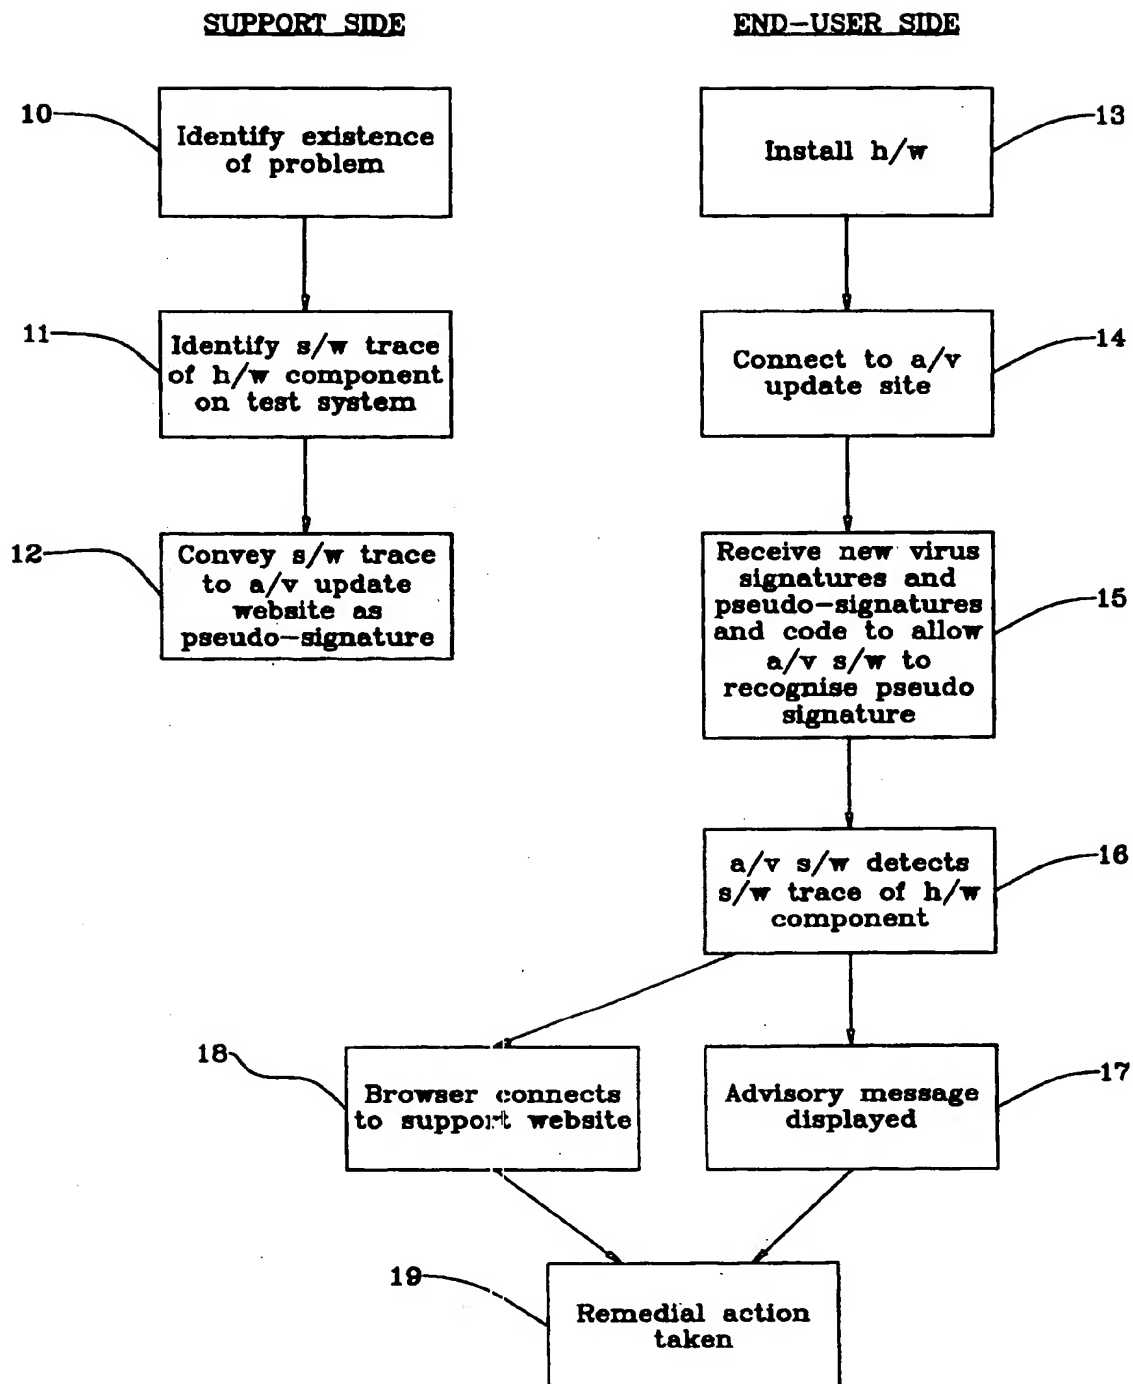 SUPPORT SIDE
10
Identify existence
of problem
11
Identify s/w trace
of h/w component
on test system
12
Convey s/w trace
to a/v update
website as
pseudo-signature
END-USER SIDE
13
Install h/w
14
Connect to a/v
update site
15
Receive new virus
signatures and
pseudo-signatures
and code to allow
a/v s/w to
recognise pseudo
signature
16
a/v s/w detects
s/w trace of h/w
component
18
Browser connects
to support website
17
Advisory message
displayed
19
Remedial action
taken